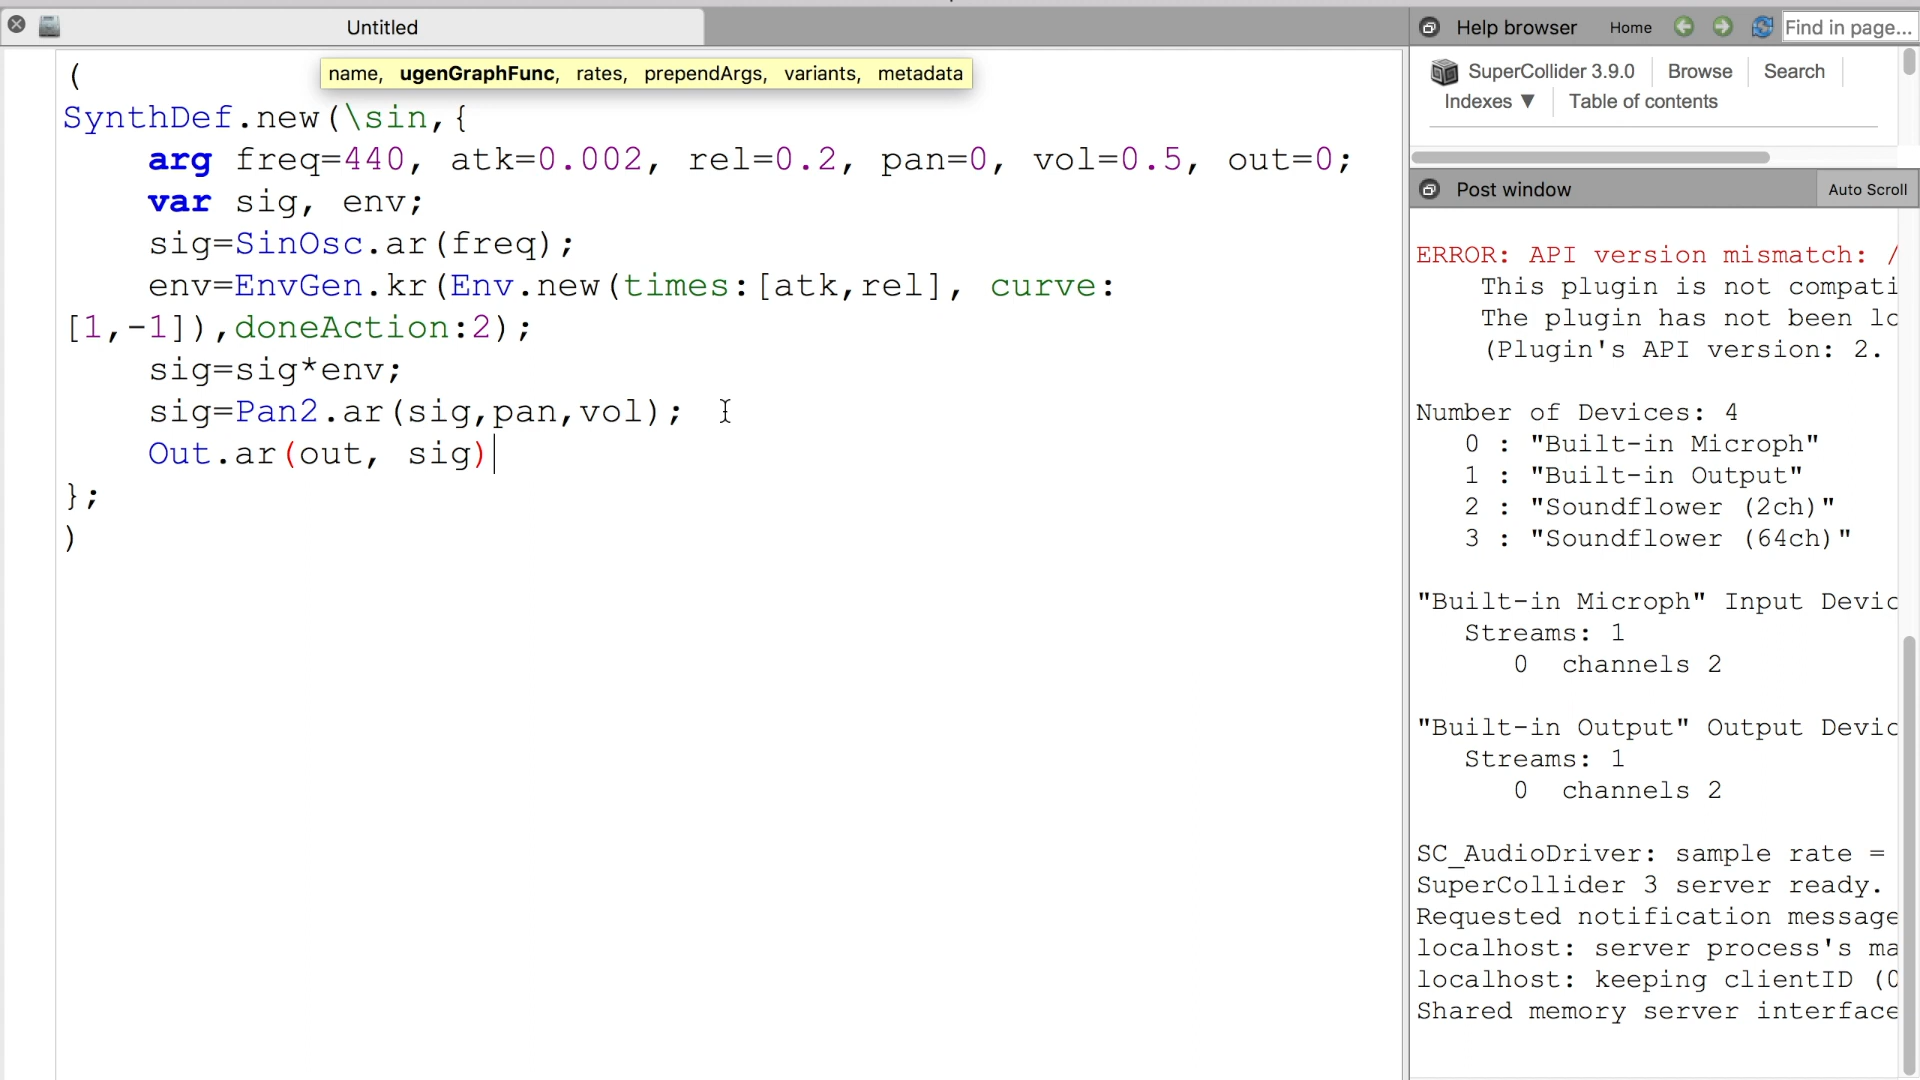 Untitled
(
name, ugenGraphFunc, rates, prependArgs, variants, metadata
SynthDef.new(\sin,{
arg freq=440, atk=0.002, rel=0.2, pan=0, vol=0.5, out=0;
var sig, env;
sig=SinOsc.ar(freq);
env=EnvGen.kr(Env.new(times:[atk,rel], curve:
[1,-1]),doneAction:2);
sig=sig*env;
sig=Pan2.ar(sig,pan,vol);
Out.ar(out, sig)
};
)
Help browser Home Find in page...
SuperCollider 3.9.0 Browse Search
Indexes ▼ Table of contents
Post window Auto Scroll
ERROR: API version mismatch: /
This plugin is not compati
The plugin has not been lo
(Plugin's API version: 2.
Number of Devices: 4
0 : "Built-in Microph"
1 : "Built-in Output"
2 : "Soundflower (2ch)"
3 : "Soundflower (64ch)"
"Built-in Microph" Input Devic
Streams: 1
0 channels 2
"Built-in Output" Output Devic
Streams: 1
0 channels 2
SC_AudioDriver: sample rate =
SuperCollider 3 server ready.
Requested notification message
localhost: server process's ma
localhost: keeping clientID (0
Shared memory server interface